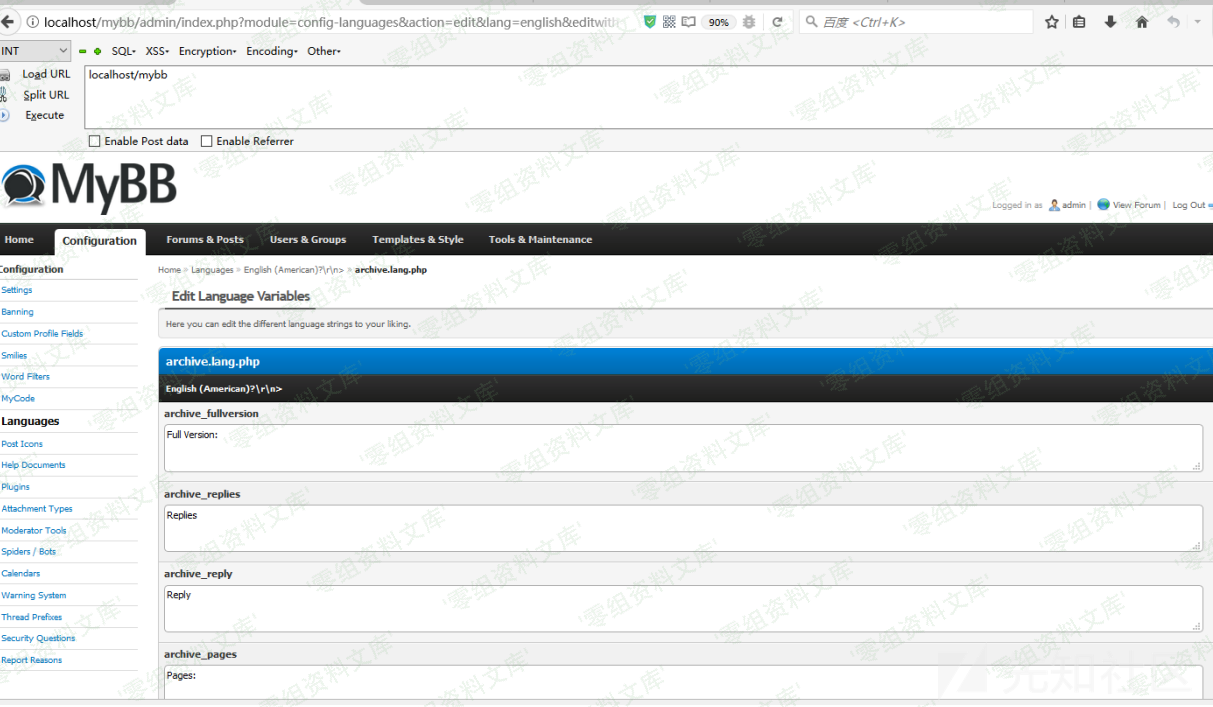 localhost/mybb/admin/index.php?module=config-languages&action=edit&lang=english&editwith
90%
百度 <Ctrl+K>
INT
SQL▾ XSS▾ Encryption▾ Encoding▾ Other▾
Load URL
localhost/mybb
Split URL
Execute
Enable Post data Enable Referrer
MyBB
Logged in as admin | View Forum | Log Out
Home Configuration Forums & Posts Users & Groups Templates & Style Tools & Maintenance
Configuration
Home » Languages » English (American)?\r\n> » archive.lang.php
Settings
Edit Language Variables
Banning
Here you can edit the different language strings to your liking.
Custom Profile Fields
Smilies
archive.lang.php
Word Filters
English (American)?\r\n>
MyCode
archive_fullversion
Languages
Full Version:
Post Icons
Help Documents
Plugins
archive_replies
Attachment Types
Replies
Moderator Tools
Spiders / Bots
Calendars
archive_reply
Warning System
Reply
Thread Prefixes
Security Questions
archive_pages
Report Reasons
Pages:
零组资料文库
先知社区